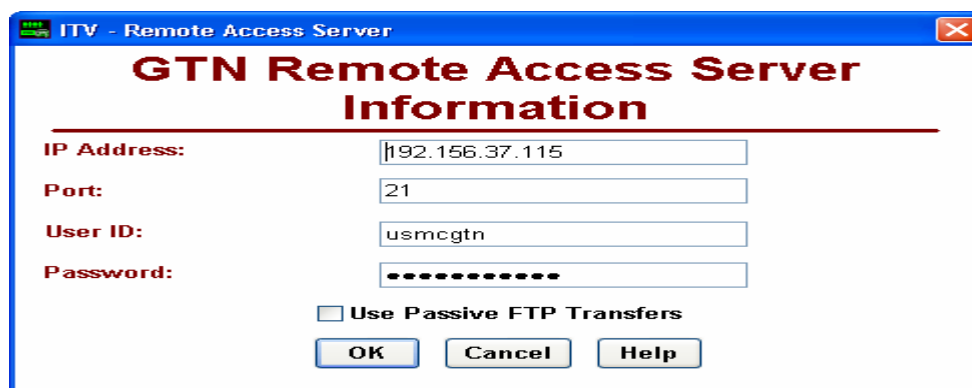 ITV - Remote Access Server
GTN Remote Access Server
Information
IP Address: 192.156.37.115
Port: 21
User ID: usmcgtn
Password: ●●●●●●●●●●●
Use Passive FTP Transfers
OK Cancel Help